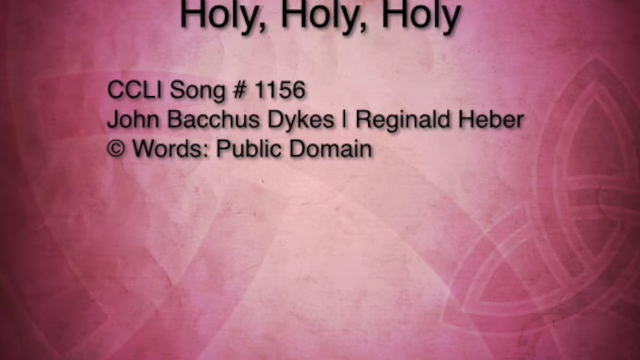 Holy, Holy, Holy
CCLI Song # 1156
John Bacchus Dykes | Reginald Heber
© Words: Public Domain